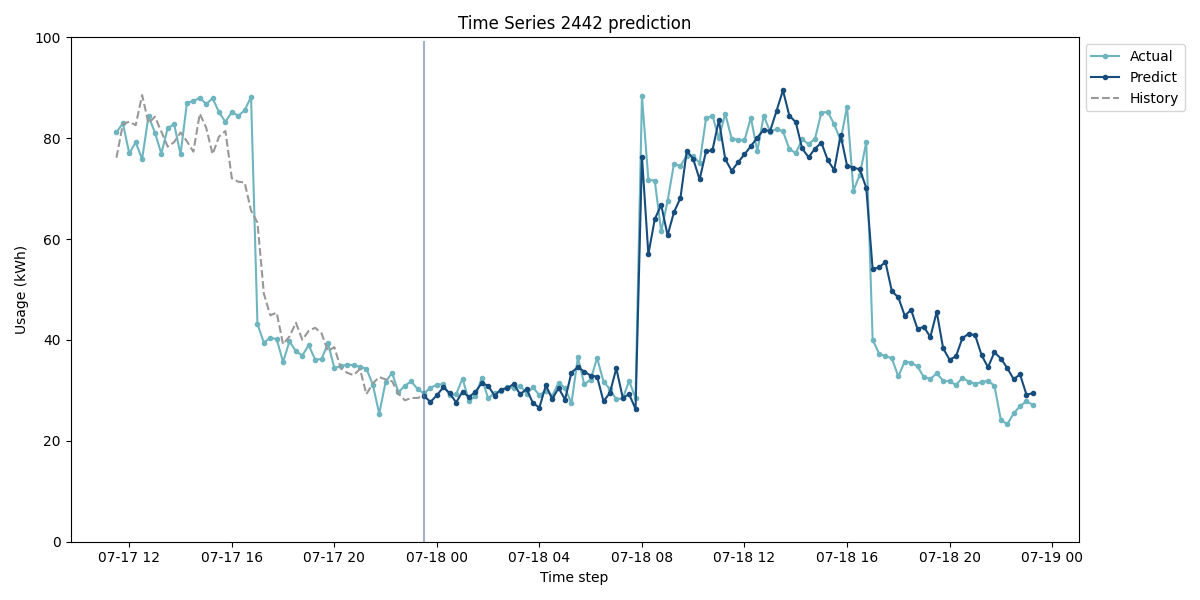 Time Series 2442 prediction
Usage (kWh)
100
80
60
40
20
0
07-17 12
07-17 16
07-17 20
07-18 00
07-18 04
07-18 08
07-18 12
07-18 16
07-18 20
07-19 00
Time step
Actual
Predict
History